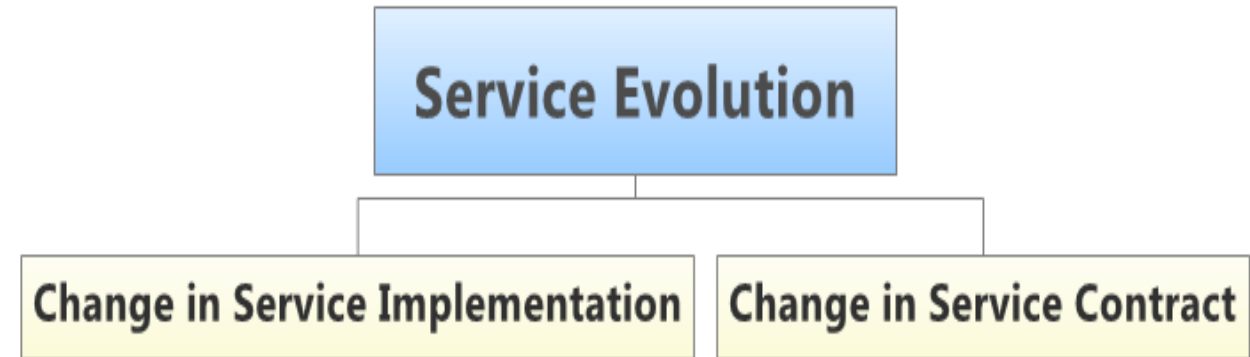 Service Evolution
Change in Service Implementation
Change in Service Contract